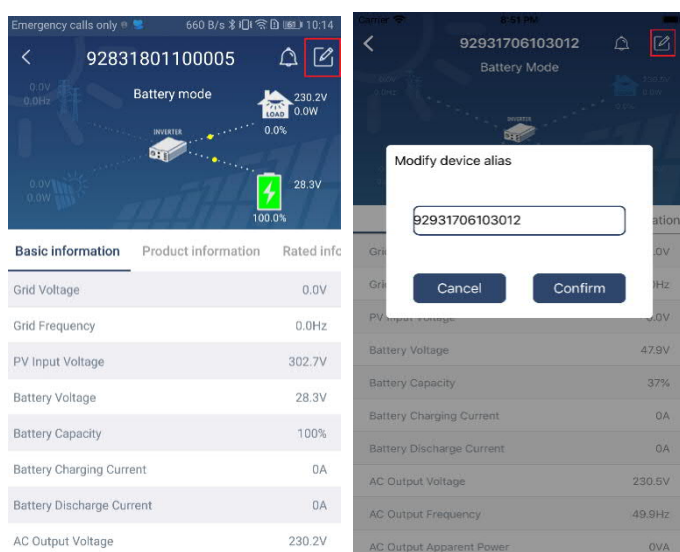 Emergency calls only
660 B/s
10:14
92831801100005
Battery mode
0.0V
0.0Hz
INVERTER
LOAD
230.2V
0.0W
0.0%
0.0V
0.0W
28.3V
100.0%
Basic information Product information Rated info
Grid Voltage 0.0V
Grid Frequency 0.0Hz
PV Input Voltage 302.7V
Battery Voltage 28.3V
Battery Capacity 100%
Battery Charging Current 0A
Battery Discharge Current 0A
AC Output Voltage 230.2V
Carrier 8:51 PM
92931706103012
Battery Mode
INVERTER
Modify device alias
92931706103012
Cancel Confirm
ation
Battery Voltage 47.9V
Battery Capacity 37%
Battery Charging Current 0A
Battery Discharge Current 0A
AC Output Voltage 230.5V
AC Output Frequency 49.9Hz
AC Output Apparent Power 0VA